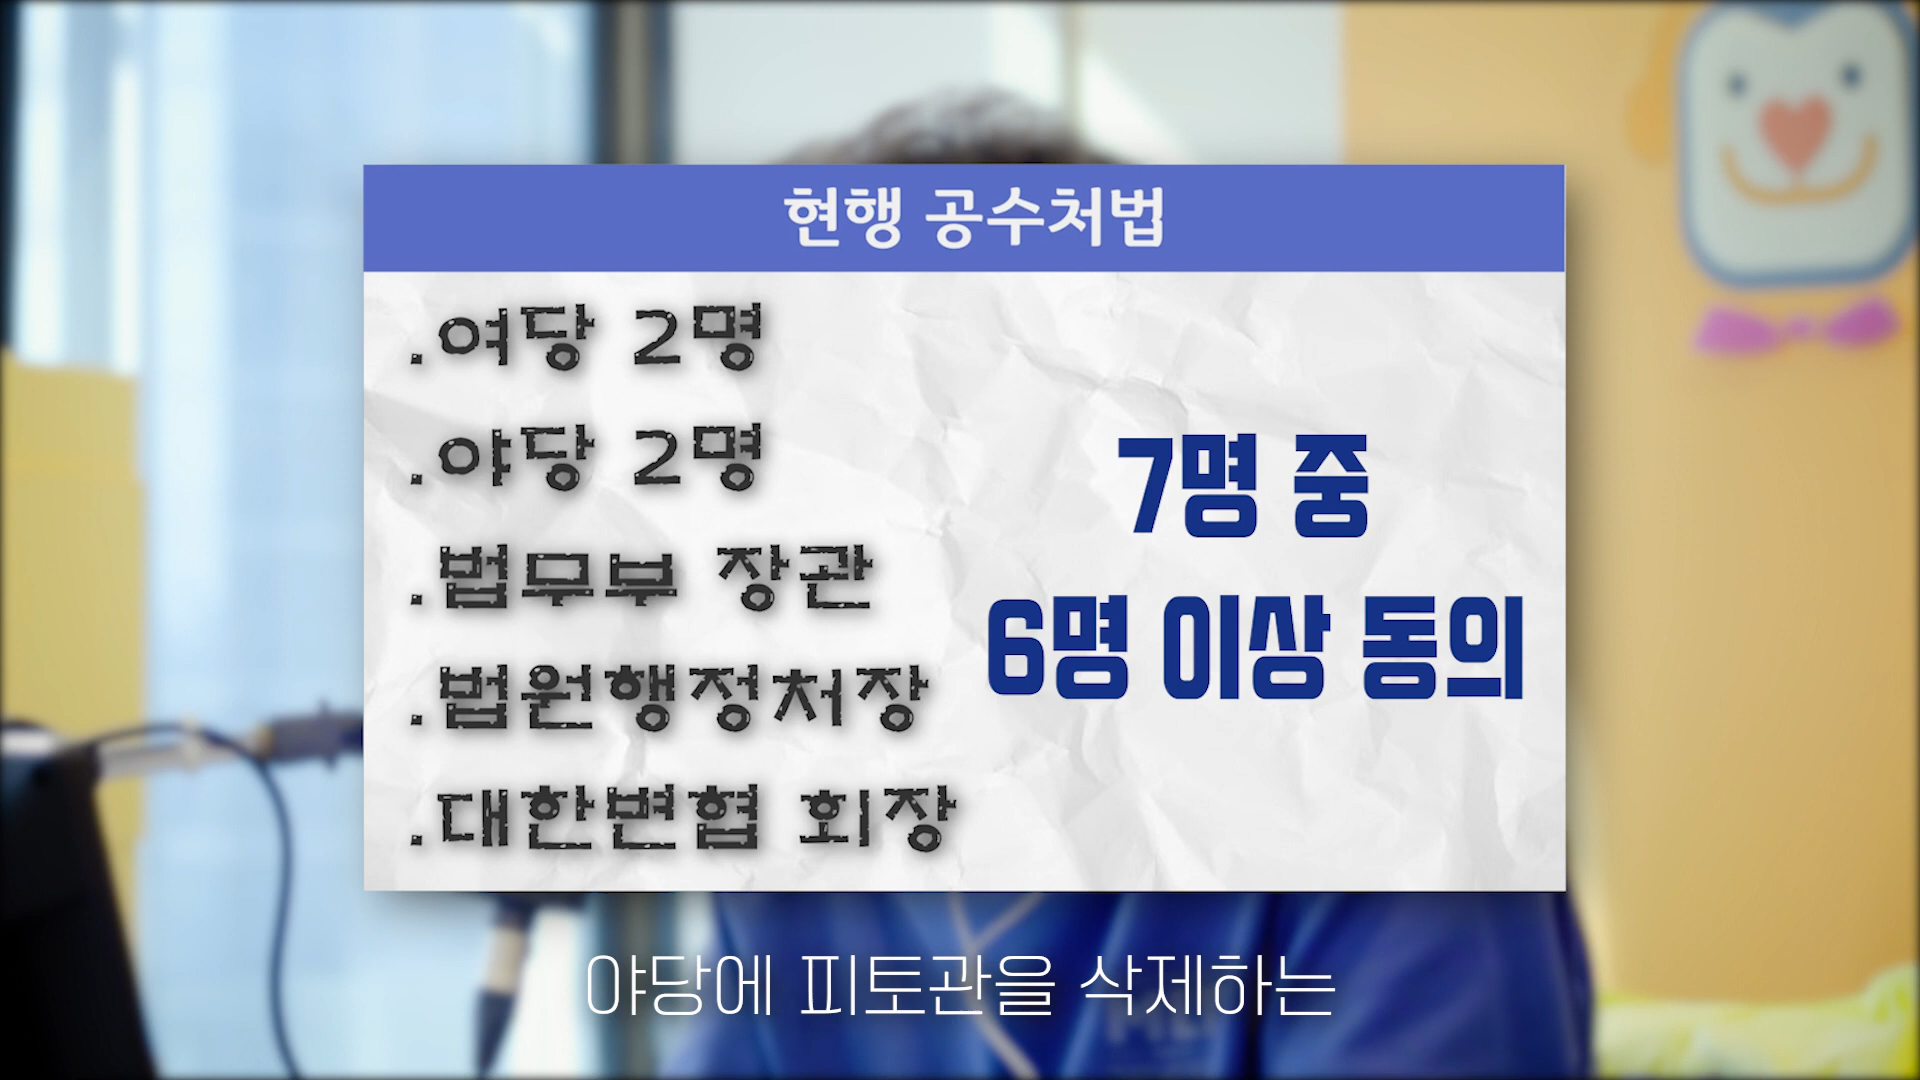 현행 공수처법
.여당 2명
.야당 2명
.법무부 장관
.법원행정처장
.대한변협 회장
7명 중
6명 이상 동의
야당에 피토관을 삭제하는